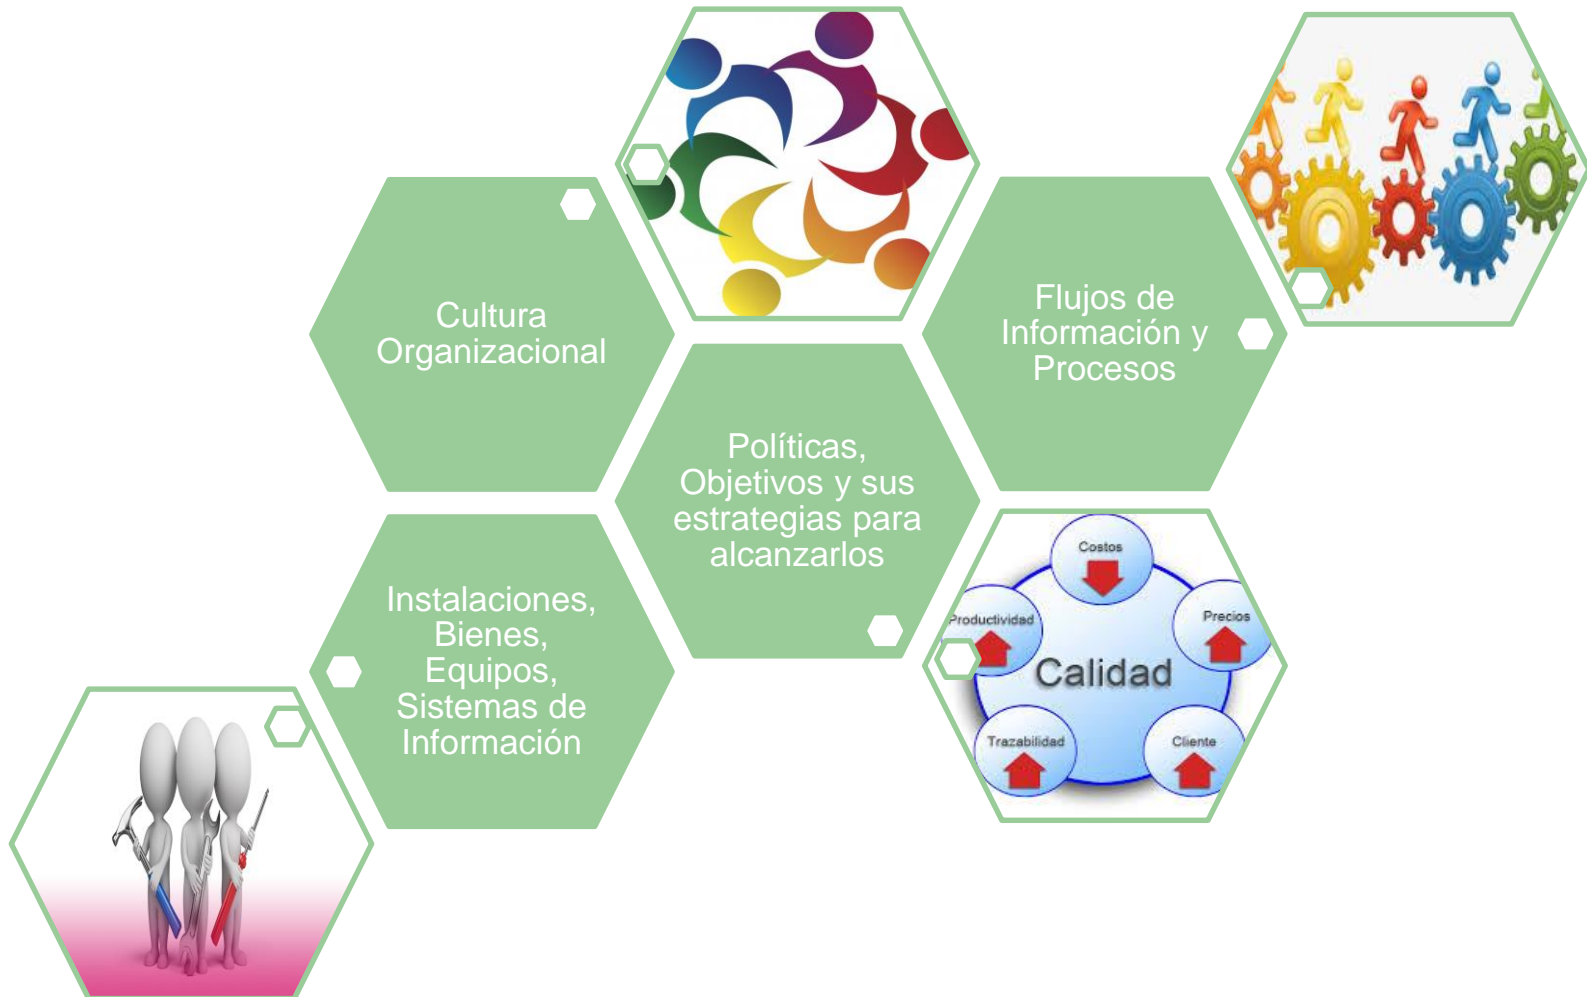 Cultura
Organizacional
Flujos de
Información y
Procesos
Políticas,
Objetivos y sus
estrategias para
alcanzarlos
Instalaciones,
Bienes,
Equipos,
Sistemas de
Información
Costos
Productividad
Precios
Calidad
Trazabilidad
Cliente